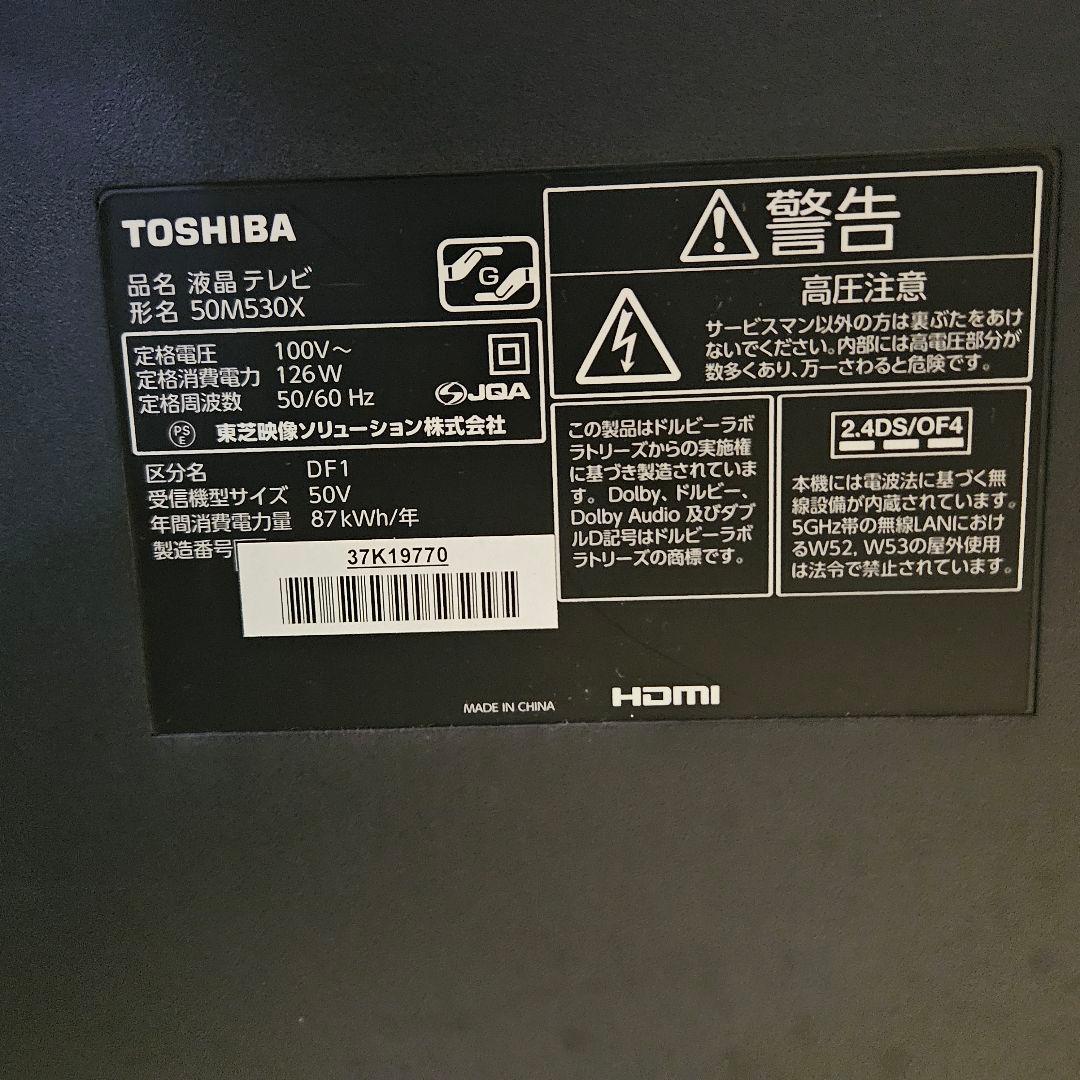 TOSHIBA
品名 液晶テレビ
形名 50M530X
G
定格電圧 100V～
定格消費電力 126W
定格周波数 50/60 Hz
JQA
PS
E
東芝映像ソリューション株式会社
区分名 DF1
受信機型サイズ 50V
年間消費電力量 87kWh/年
製造番号
37K19770
MADE IN CHINA
警告
高圧注意
サービスマン以外の方は裏ぶたをあけ
ないでください。内部には高電圧部分が
数多くあり、万一さわると危険です。
この製品はドルビーラボ
ラトリーズからの実施権
に基づき製造されていま
す。Dolby、ドルビー、
Dolby Audio 及びダブ
ルD記号はドルビーラボ
ラトリーズの商標です。
2.4DS/OF4
本機には電波法に基づく無
線設備が内蔵されています。
5GHz帯の無線LANにおけ
るW52, W53の屋外使用
は法令で禁止されています。
HDMI